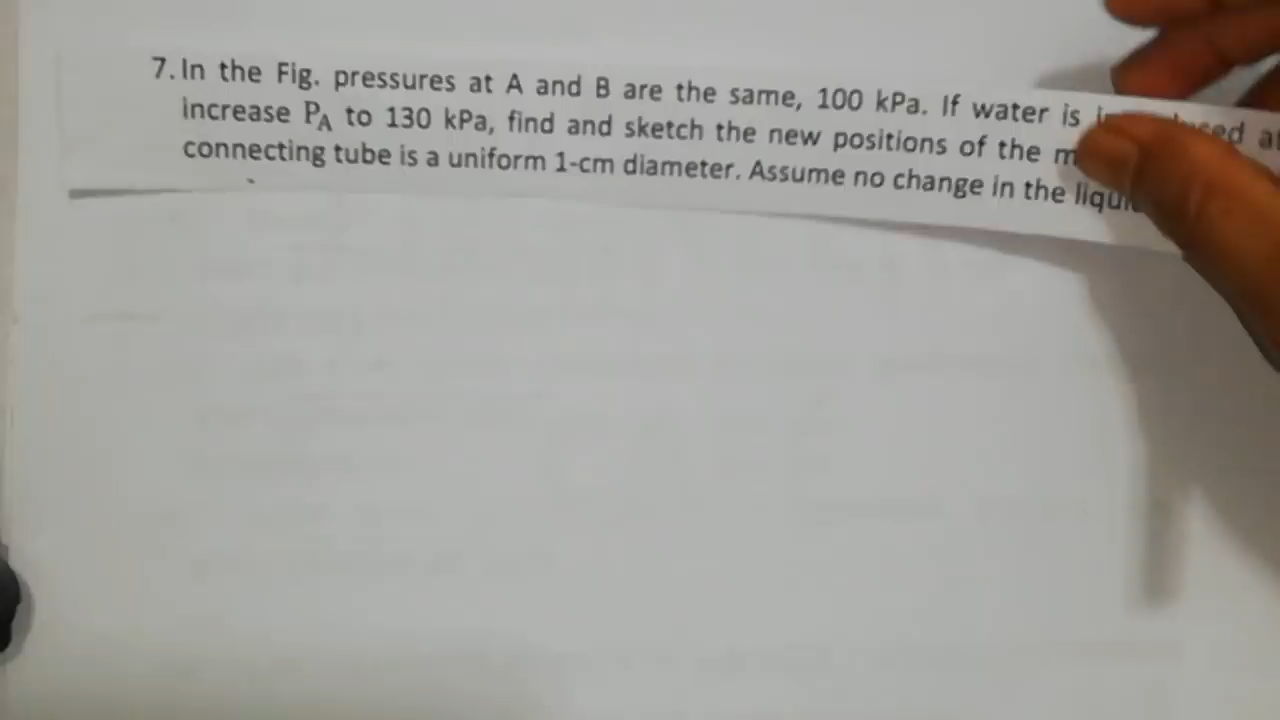 7. In the Fig. pressures at A and B are the same, 100 kPa. If water is
increase P_A to 130 kPa, find and sketch the new positions of the
connecting tube is a uniform 1-cm diameter. Assume no change in the